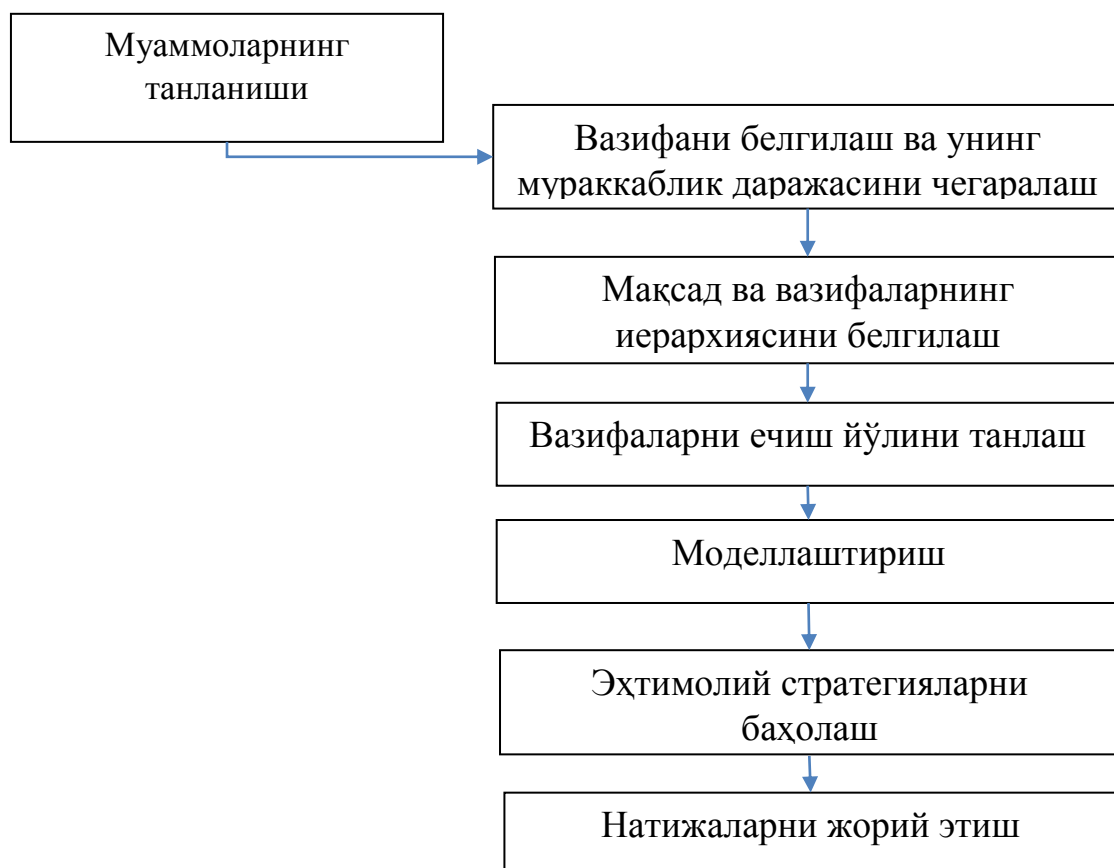 Муаммоларнинг
танланиши
Вазифани белгилаш ва унинг
мураккаблик даражасини чегаралаш
Мақсад ва вазифаларнинг
иерархиясини белгилаш
Вазифаларни ечиш йўлини танлаш
Моделлаштириш
Эҳтимолий стратегияларни
баҳолаш
Натижаларни жорий этиш